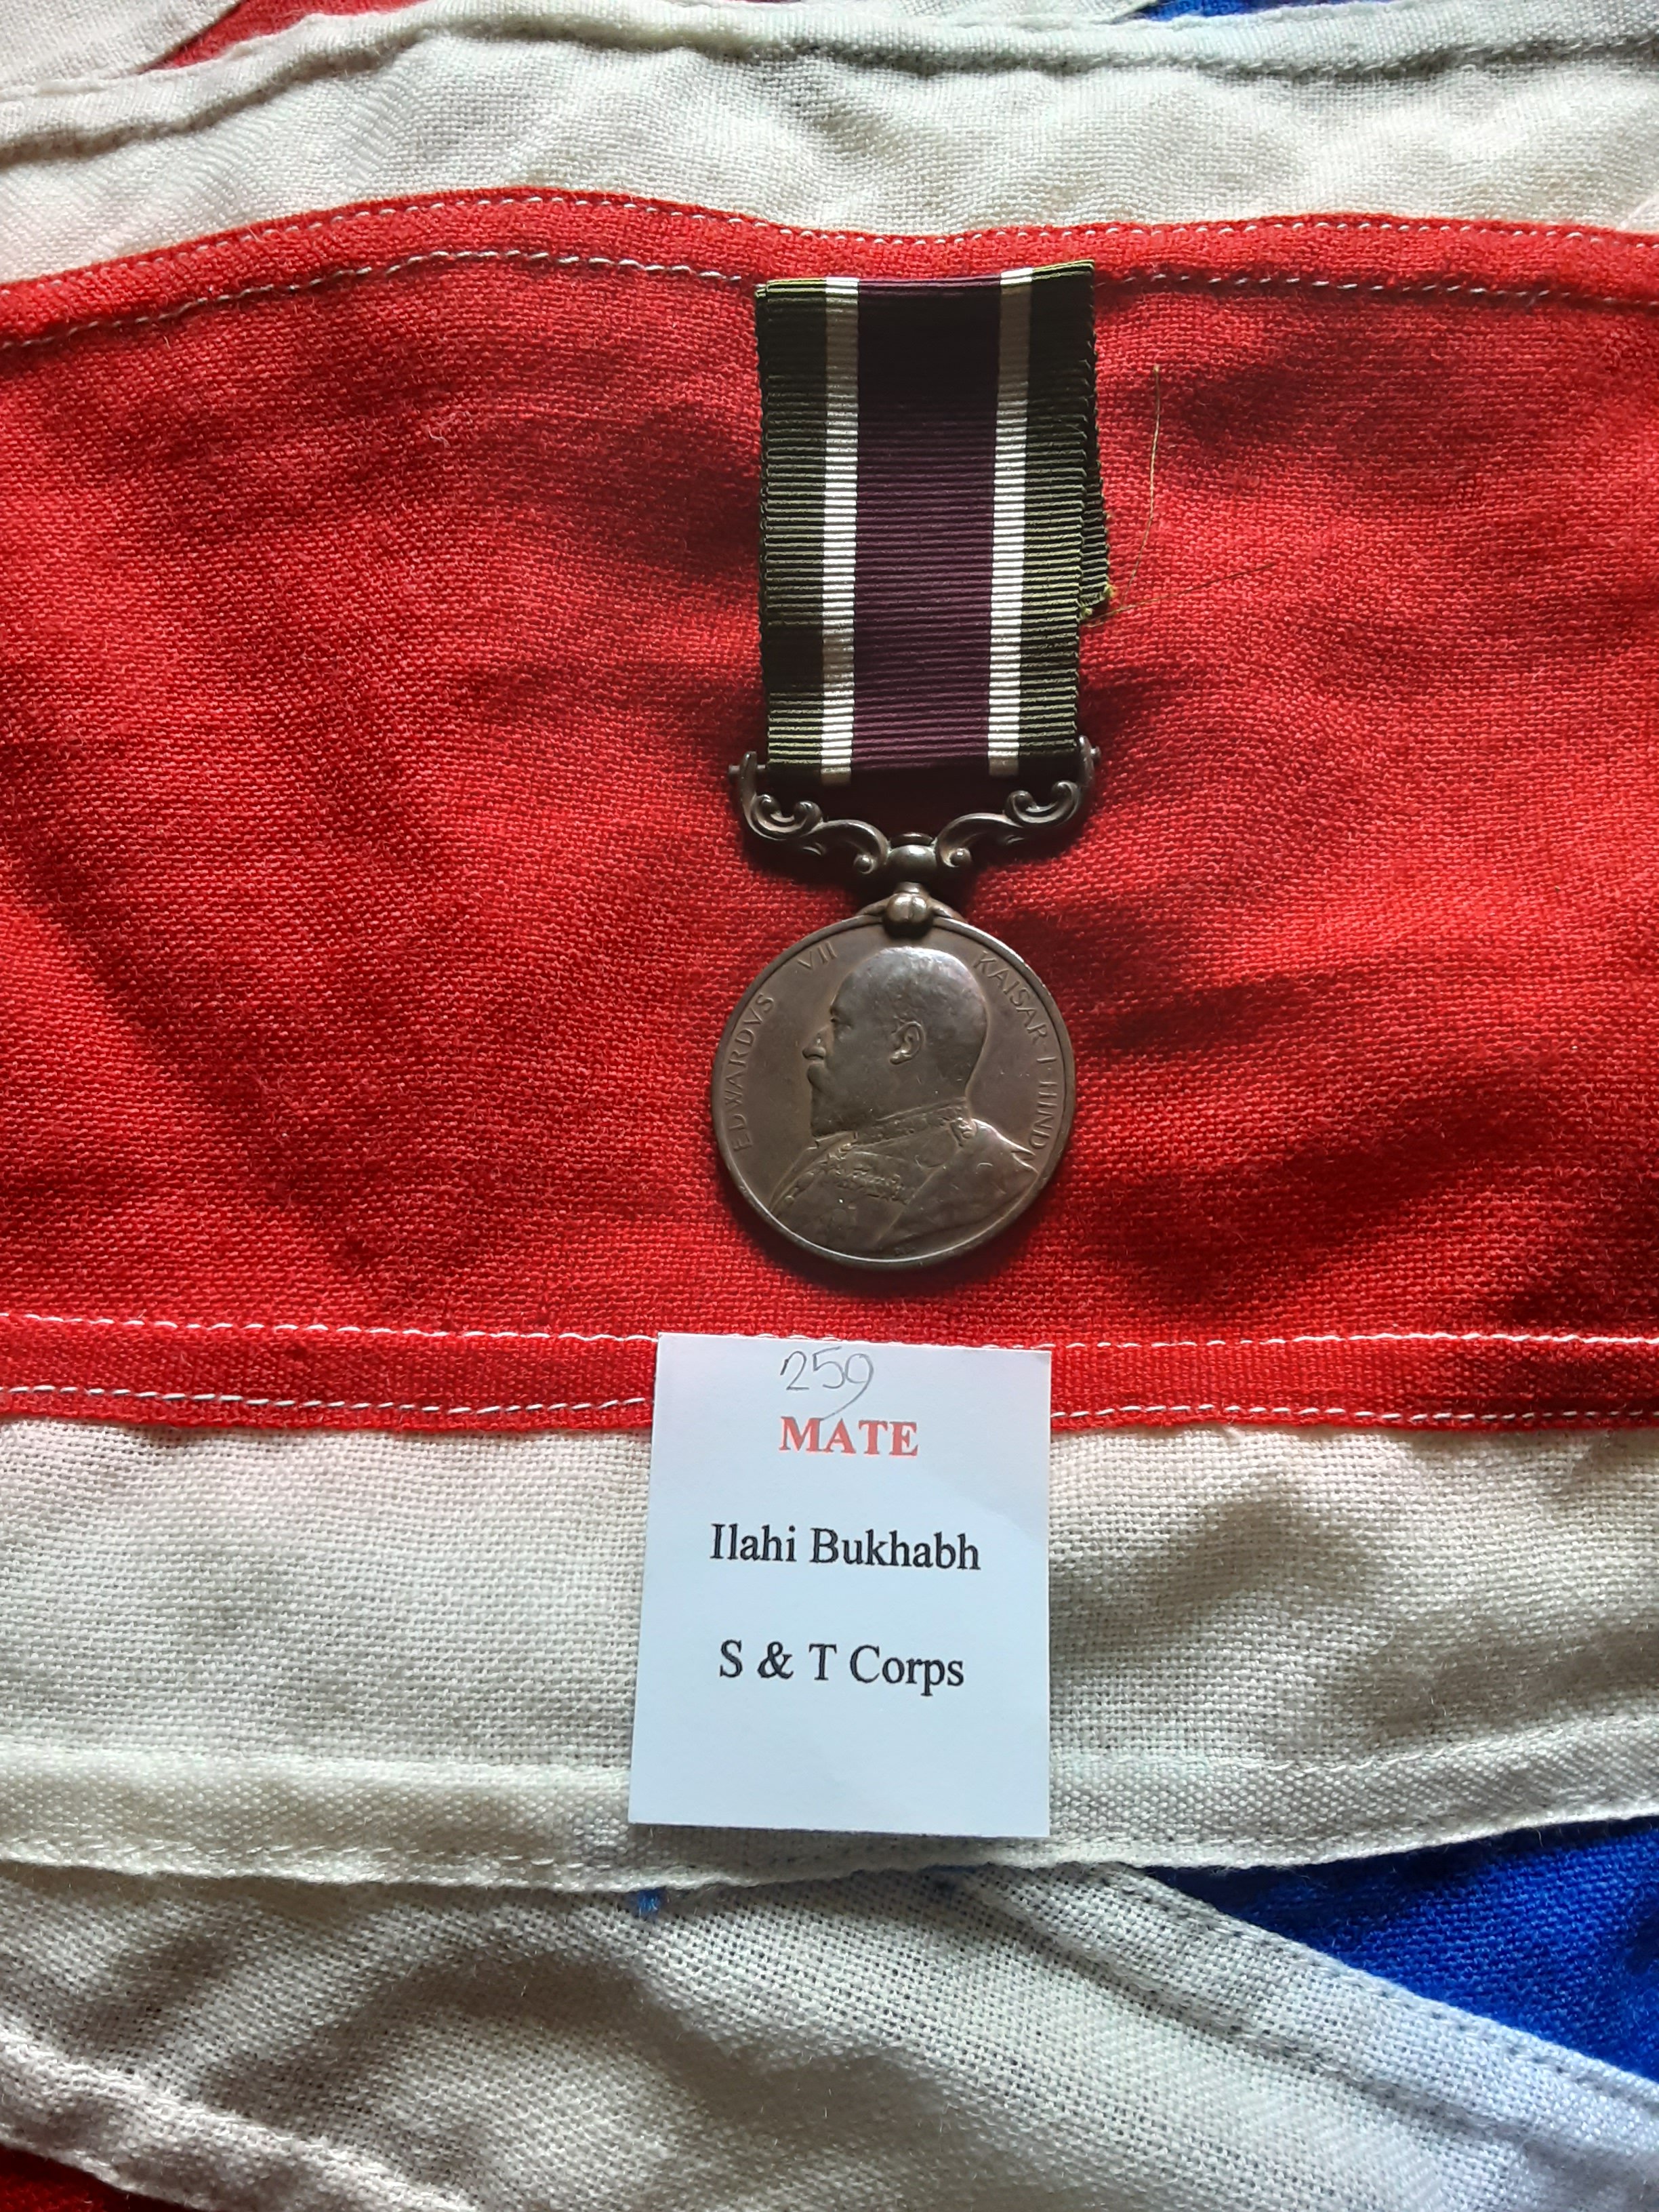 EDWARDVS VII KAISAR-I-HIND
259
MATE
Ilahi Bukhabh
S & T Corps